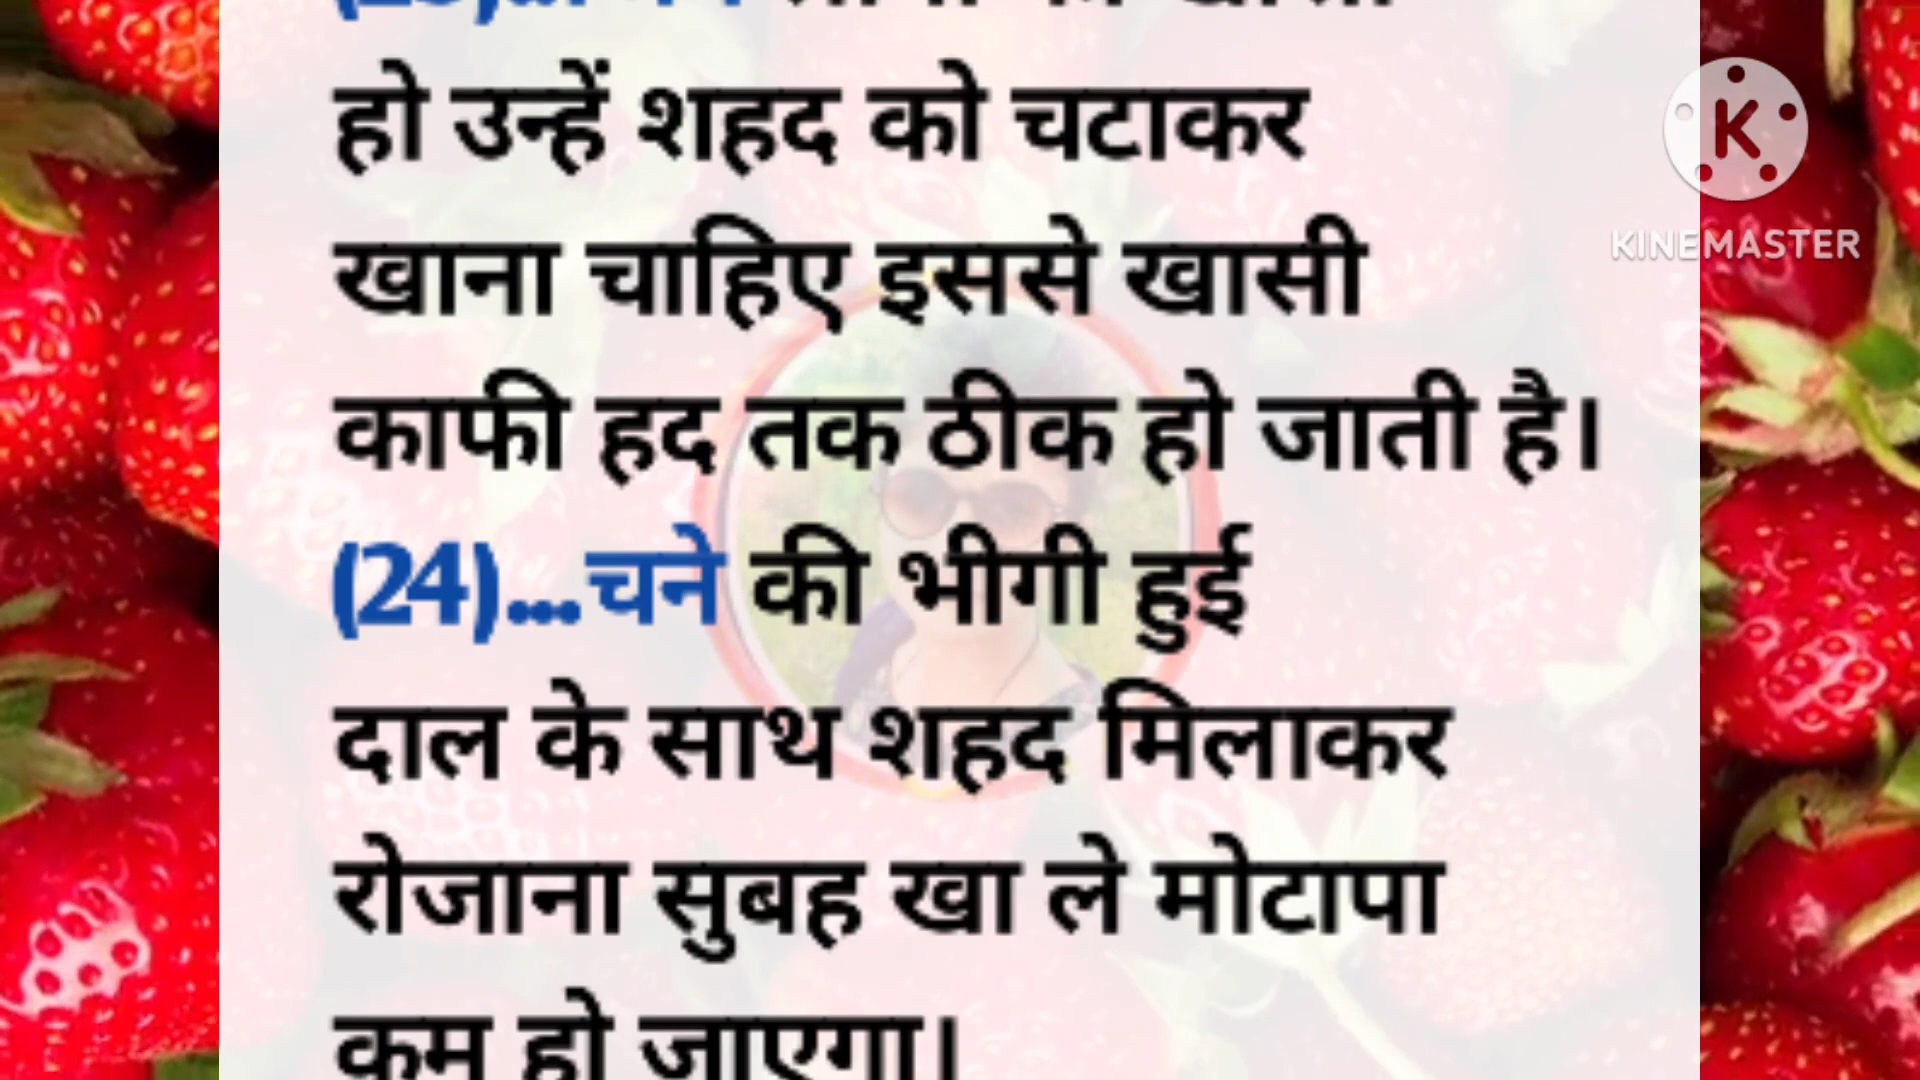 हो उन्हें शहद को चटाकर
खाना चाहिए इससे खासी
काफी हद तक ठीक हो जाती है।
(24)...चने की भीगी हुई
दाल के साथ शहद मिलाकर
रोजाना सुबह खा ले मोटापा
कम हो जाएगा।
K
KINEMASTER